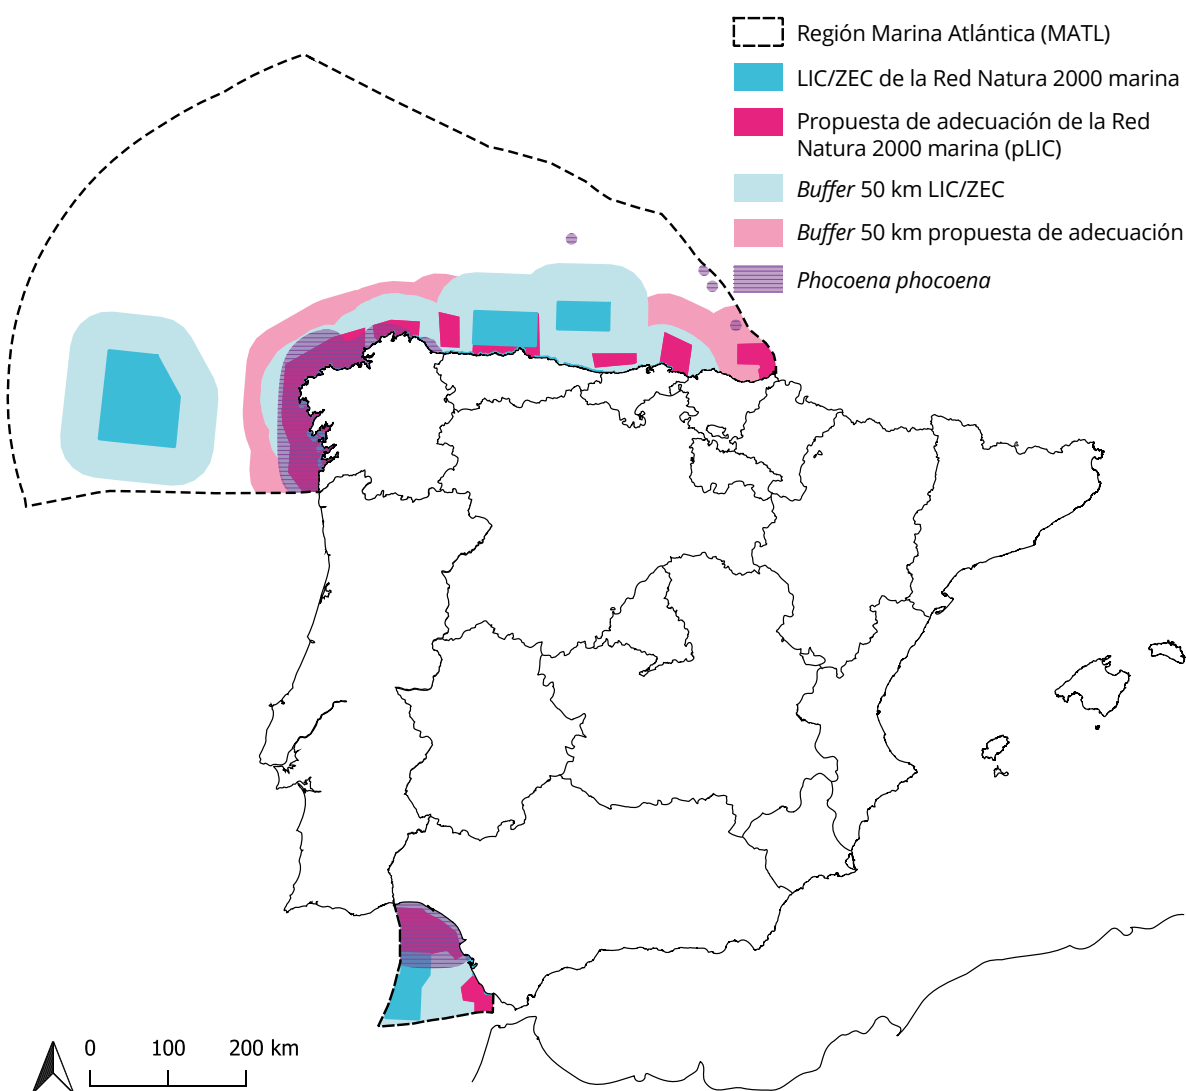 Región Marina Atlántica (MATL)
LIC/ZEC de la Red Natura 2000 marina
Propuesta de adecuación de la Red
Natura 2000 marina (pLIC)
Buffer 50 km LIC/ZEC
Buffer 50 km propuesta de adecuación
Phocoena phocoena
0 100 200 km